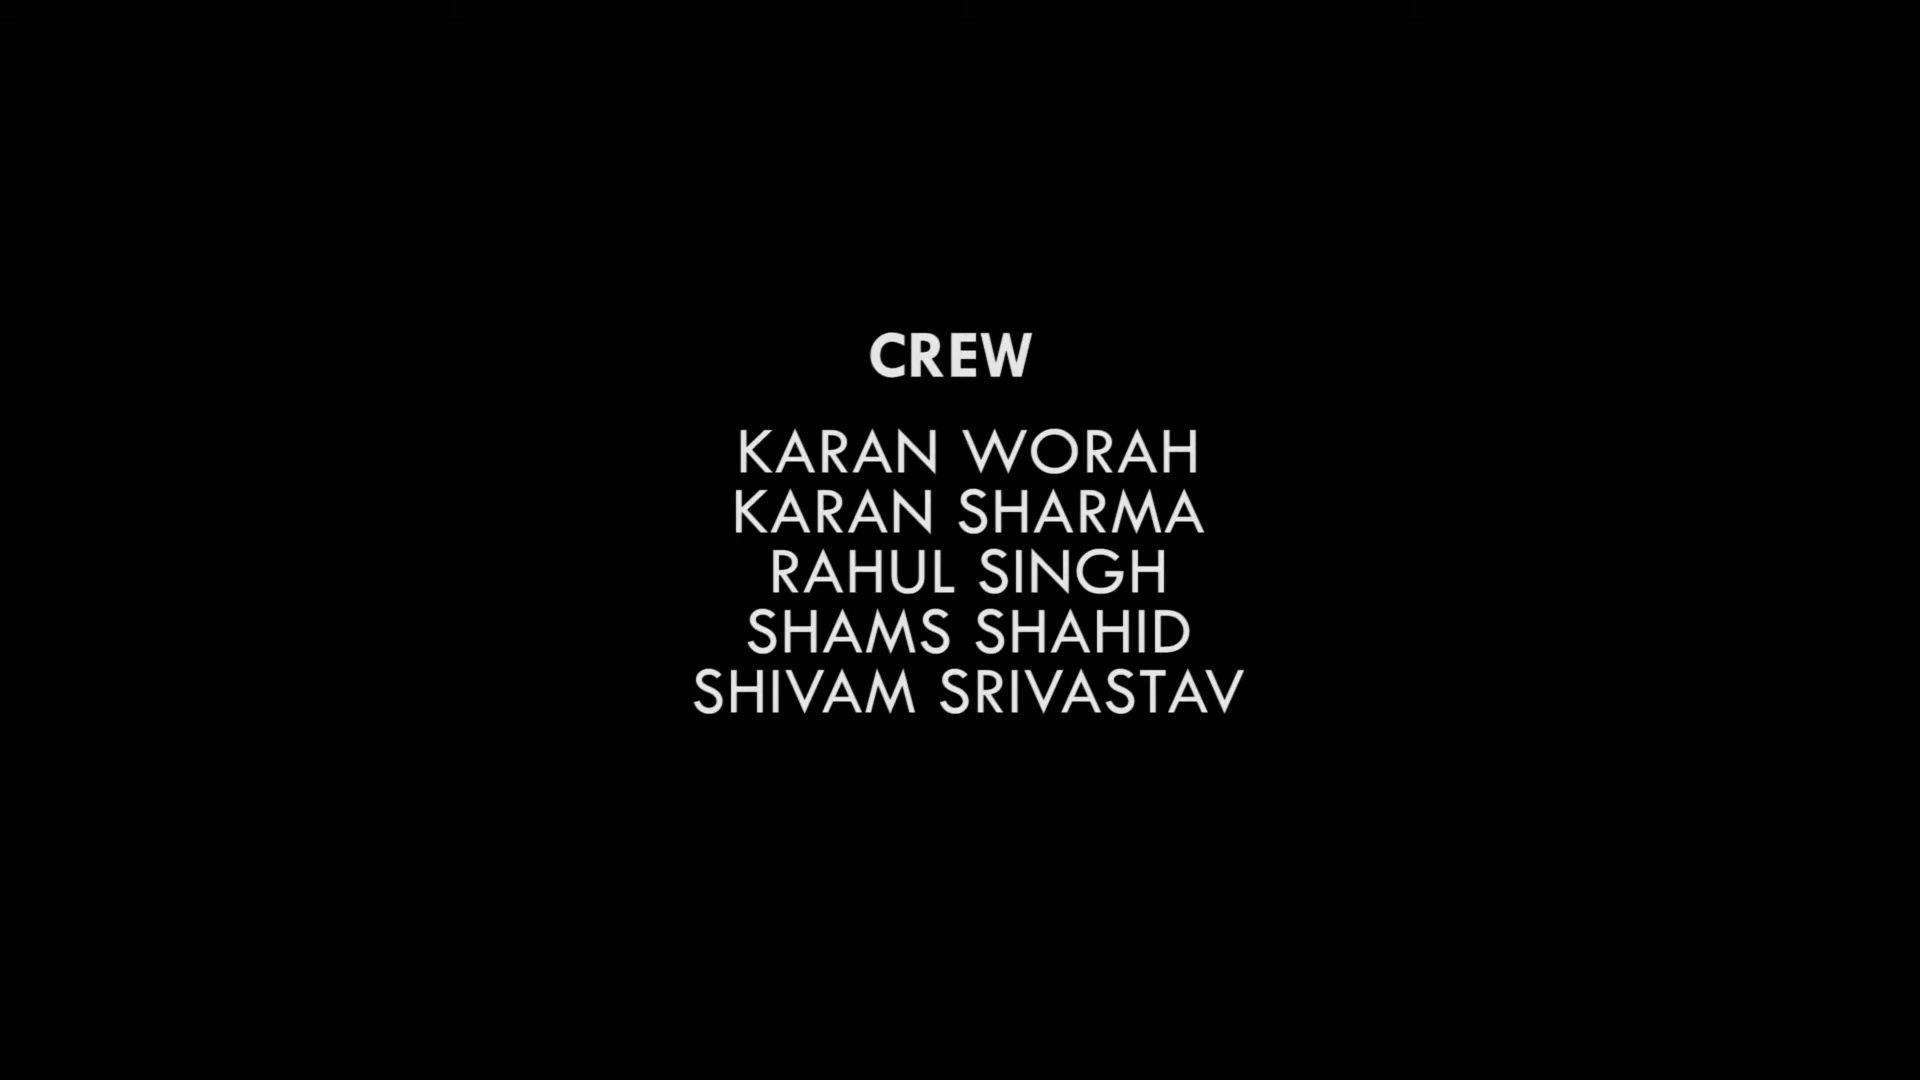 CREW
KARAN WORAH
KARAN SHARMA
RAHUL SINGH
SHAMS SHAHID
SHIVAM SRIVASTAV